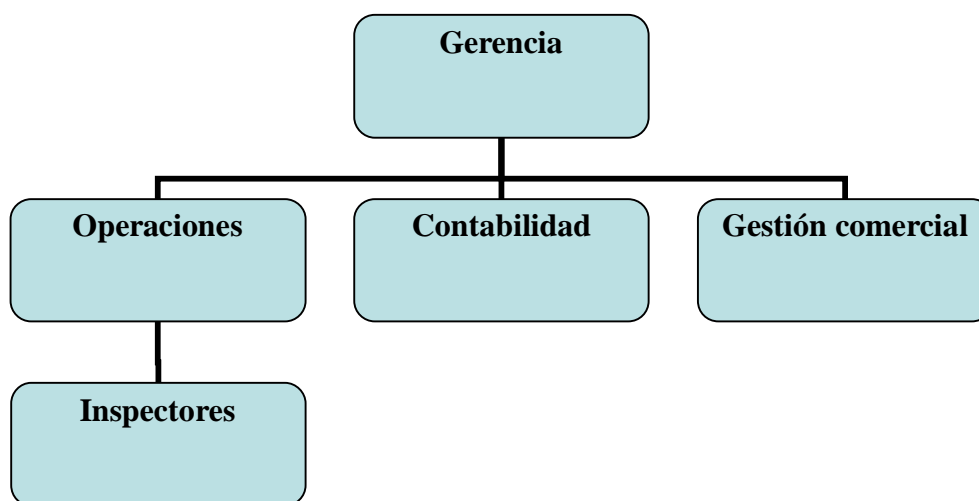 Gerencia
Operaciones
Contabilidad
Gestión comercial
Inspectores